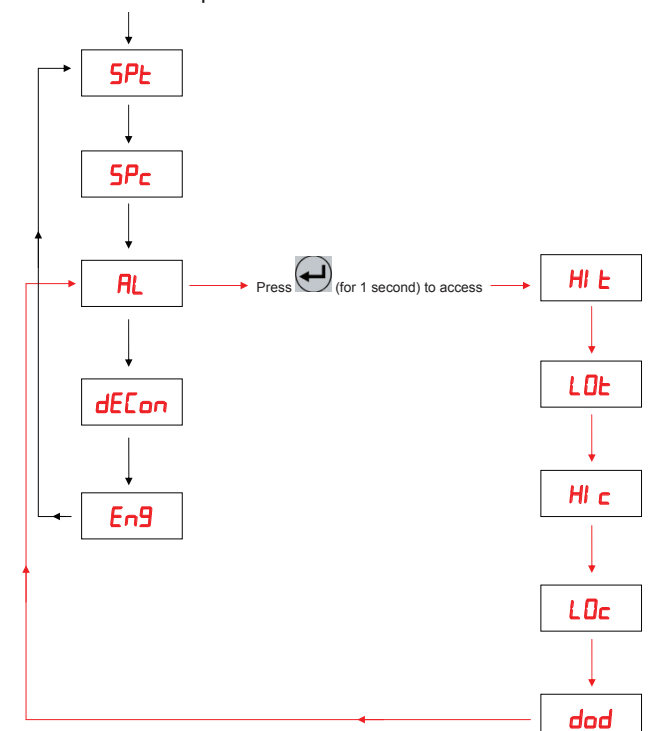 SPt
SPc
AL
Press (for 1 second) to access
HI t
LOt
dECon
HI c
Eng
LOc
dod